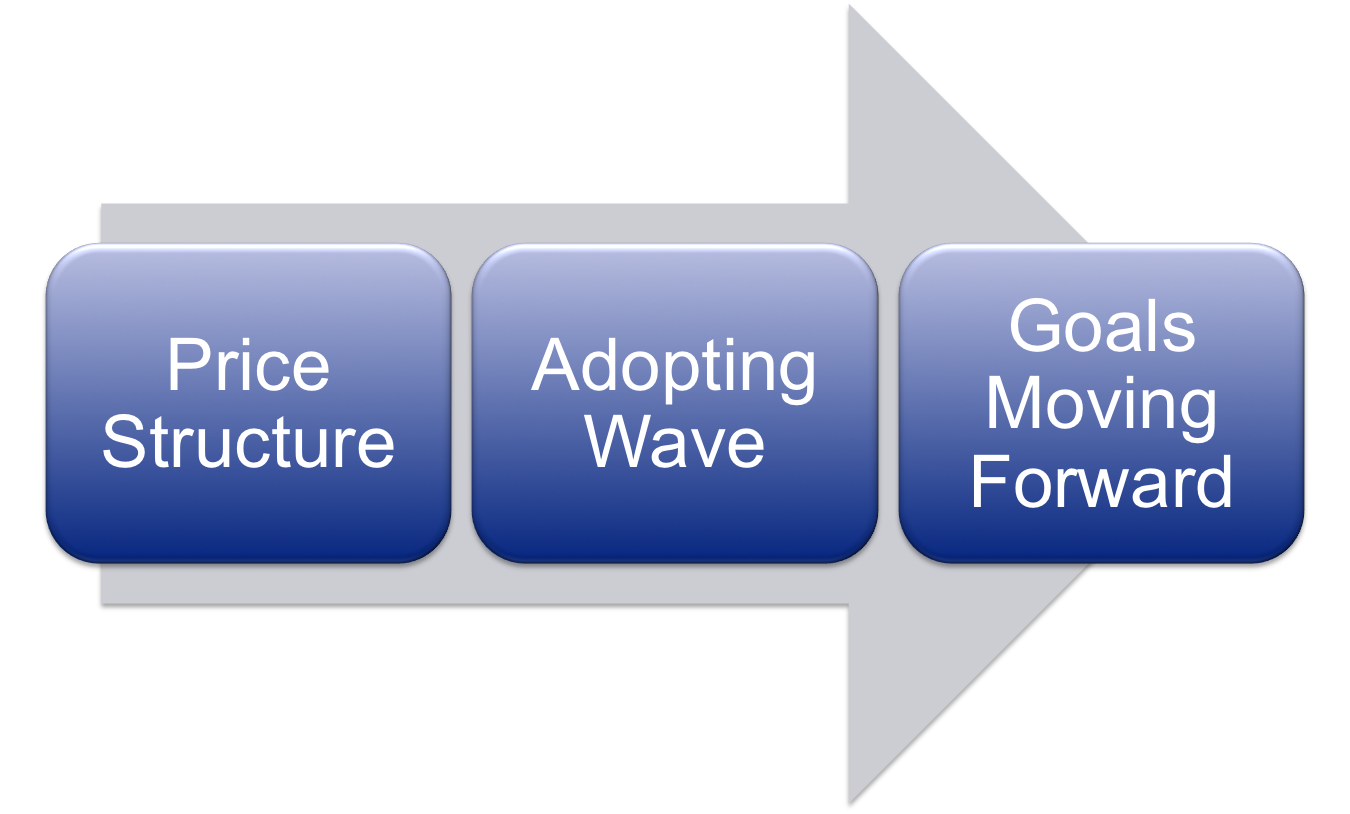 Price
Structure
Adopting
Wave
Goals
Moving
Forward